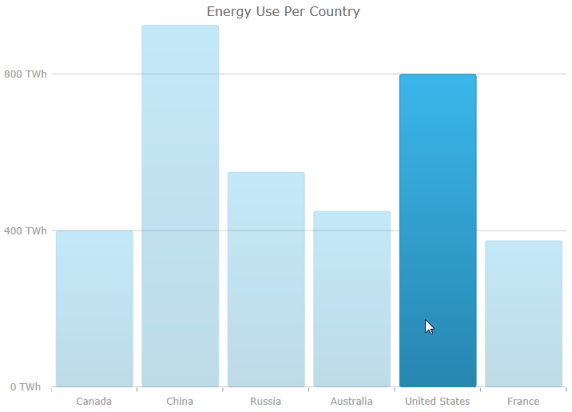 Energy Use Per Country
800 TWh
400 TWh
0 TWh
Canada China Russia Australia United States France